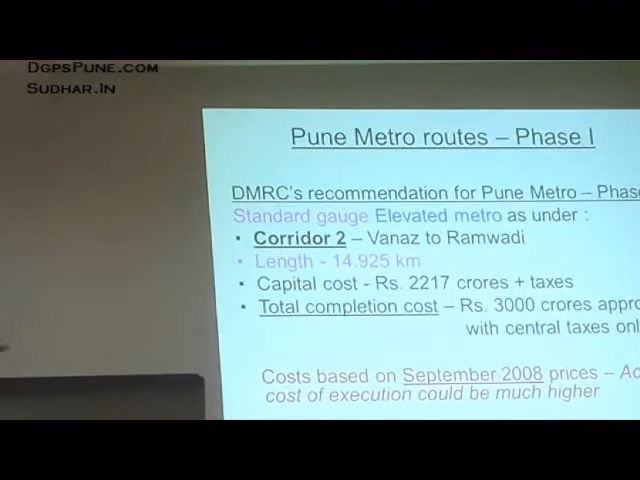 DGPSPUNE.COM
SUDHAR.IN
Pune Metro routes – Phase I
DMRC's recommendation for Pune Metro – Phase
Standard gauge Elevated metro as under :
• Corridor 2 – Vanaz to Ramwadi
• Length - 14.925 km
• Capital cost - Rs. 2217 crores + taxes
• Total completion cost – Rs. 3000 crores appro
with central taxes onl
Costs based on September 2008 prices – Ac
cost of execution could be much higher